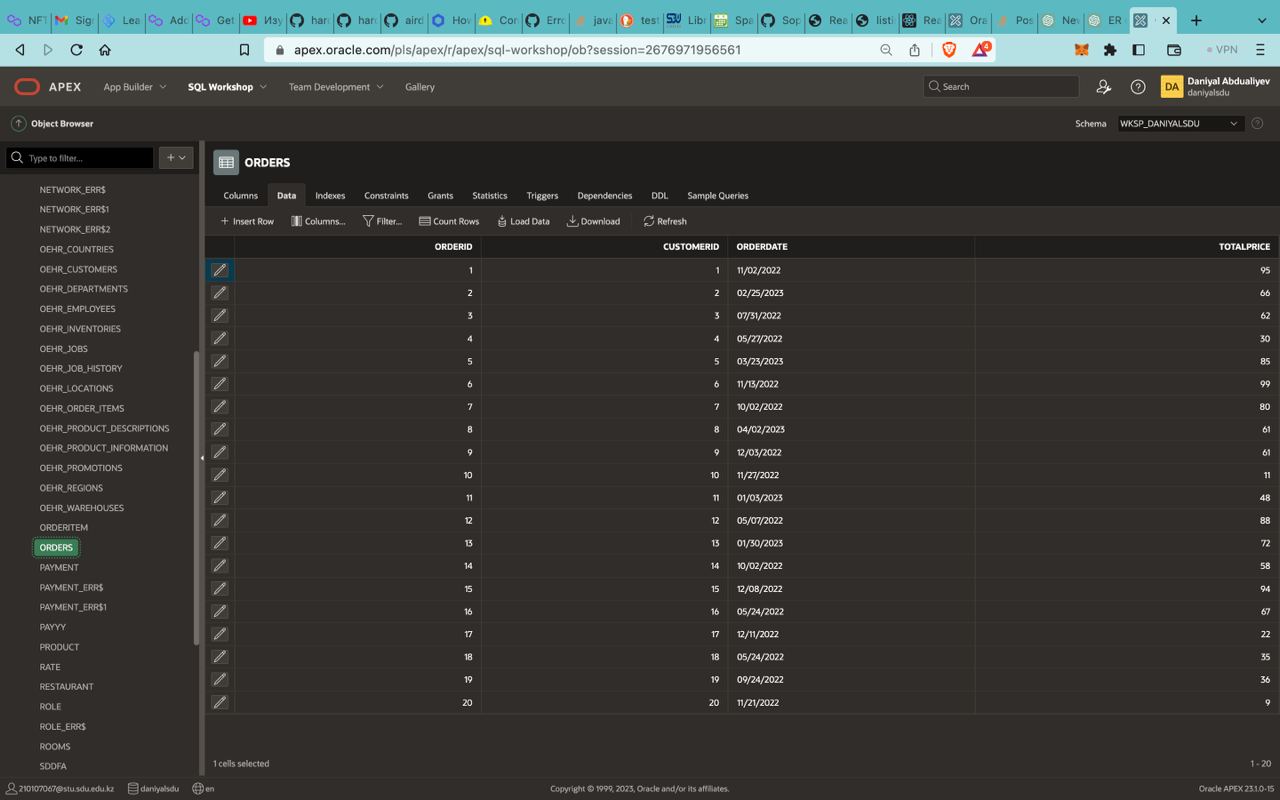 NFT
Sign
Lea
Add
Get
Изу
hard
hard
aird
Hov
Cor
Erro
java
test
Libr
Spa
Sop
Rea
listi
Rea
Ora
Pos
Nev
ER
apex.oracle.com/pls/apex/r/apex/sql-workshop/ob?session=2676971956561
4
VPN
APEX
App Builder
SQL Workshop
Team Development
Gallery
Search
DA
Daniyal Abdualiyev
daniyalsdu
Object Browser
Schema
WKSP_DANIYALSDU
Type to filter...
ORDERS
Columns Data Indexes Constraints Grants Statistics Triggers Dependencies DDL Sample Queries
Insert Row Columns... Filter... Count Rows Load Data Download Refresh
NETWORK_ERR$
NETWORK_ERR$1
NETWORK_ERR$2
OEHR_COUNTRIES
OEHR_CUSTOMERS
OEHR_DEPARTMENTS
OEHR_EMPLOYEES
OEHR_INVENTORIES
OEHR_JOBS
OEHR_JOB_HISTORY
OEHR_LOCATIONS
OEHR_ORDER_ITEMS
OEHR_PRODUCT_DESCRIPTIONS
OEHR_PRODUCT_INFORMATION
OEHR_PROMOTIONS
OEHR_REGIONS
OEHR_WAREHOUSES
ORDERITEM
ORDERS
PAYMENT
PAYMENT_ERR$
PAYMENT_ERR$1
PAYYY
PRODUCT
RATE
RESTAURANT
ROLE
ROLE_ERR$
ROOMS
SDDFA
ORDERID CUSTOMERID ORDERDATE TOTALPRICE
1 1 11/02/2022 95
2 2 02/25/2023 66
3 3 07/31/2022 62
4 4 05/27/2022 30
5 5 03/23/2023 85
6 6 11/13/2022 99
7 7 10/02/2022 80
8 8 04/02/2023 61
9 9 12/03/2022 61
10 10 11/27/2022 11
11 11 01/03/2023 48
12 12 05/07/2022 88
13 13 01/30/2023 72
14 14 10/02/2022 58
15 15 12/08/2022 94
16 16 05/24/2022 67
17 17 12/11/2022 22
18 18 05/24/2022 35
19 19 09/24/2022 36
20 20 11/21/2022 9
1 cells selected
1 - 20
210107067@stu.sdu.edu.kz daniyalsdu en
Copyright © 1999, 2023, Oracle and/or its affiliates.
Oracle APEX 23.1.0-15